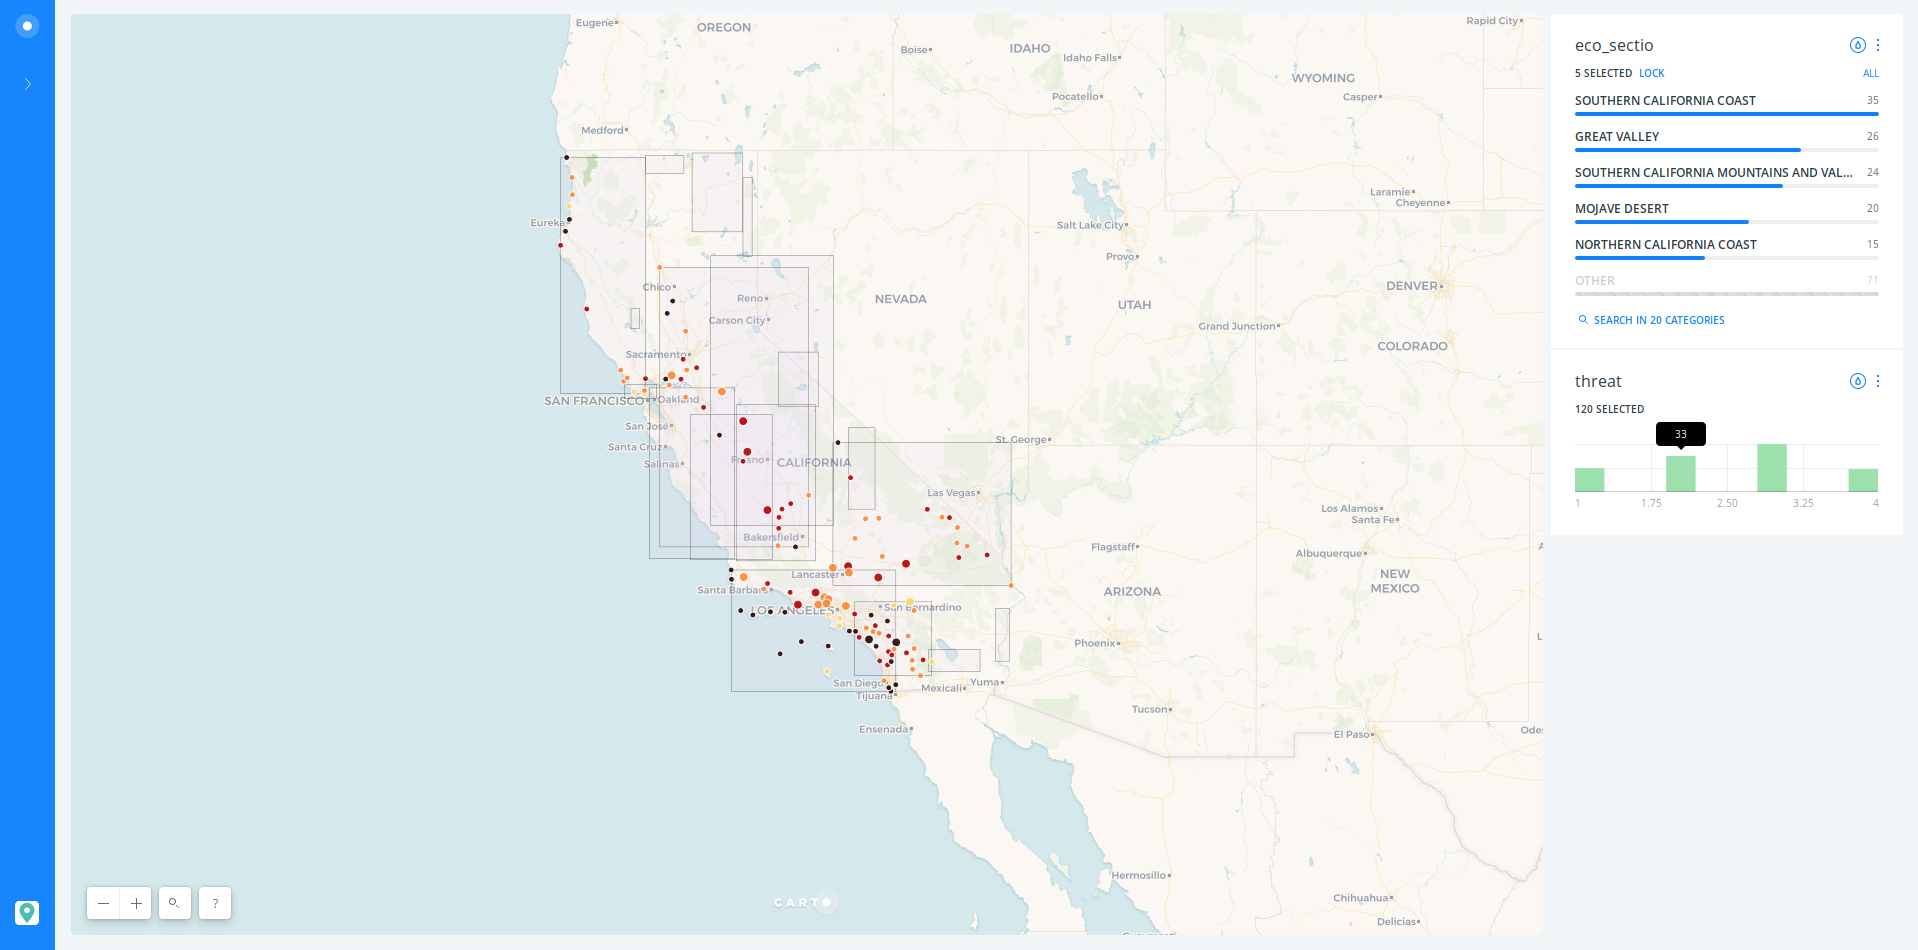 Eugene
OREGON
Rapid City
Boise
IDAHO
Idaho Falls
WYOMING
Pocatello
Casper
Medford
Laramie
Cheyenne
Eureka
Salt Lake City
Provo
Chico
DENVER
Reno
NEVADA
UTAH
Carson City
Grand Junction
Sacramento
COLORADO
SAN FRANCISCO
Oakland
San José
St. George
Santa Cruz
Salinas
Fresno
CALIFORNIA
Las Vegas
Los Alamos
Santa Fe
Bakersfield
Flagstaff
Albuquerque
Lancaster
NEW
MEXICO
Santa Barbara
ARIZONA
LOS ANGELES
San Bernardino
Phoenix
San Diego
Mexicali
Yuma
Tijuana
Tucson
Ensenada
El Paso
Odes
Hermosillo
Chihuahua
Delicias
CARTO
?
eco_sectio
5 SELECTED LOCK ALL
SOUTHERN CALIFORNIA COAST 35
GREAT VALLEY 26
SOUTHERN CALIFORNIA MOUNTAINS AND VAL... 24
MOJAVE DESERT 20
NORTHERN CALIFORNIA COAST 15
OTHER 71
SEARCH IN 20 CATEGORIES
threat
120 SELECTED
33
1 1.75 2.50 3.25 4